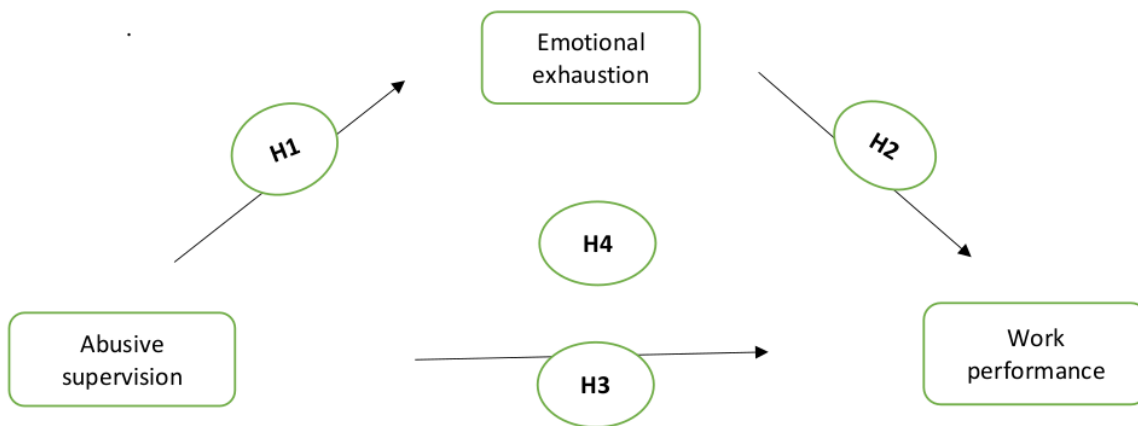 Emotional
exhaustion
H1
H2
H4
Abusive
supervision
H3
Work
performance